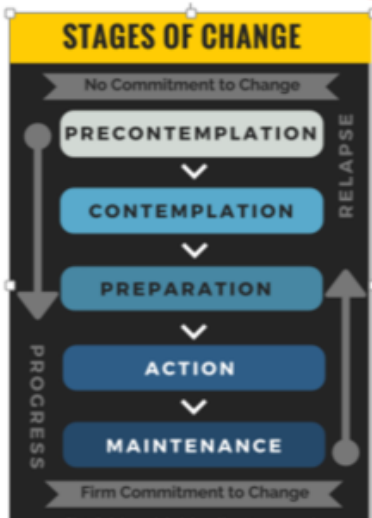 STAGES OF CHANGE
No Commitment to Change
PRECONTEMPLATION
RELAPSE
CONTEMPLATION
PREPARATION
ACTION
PROGRESS
MAINTENANCE
Firm Commitment to Change